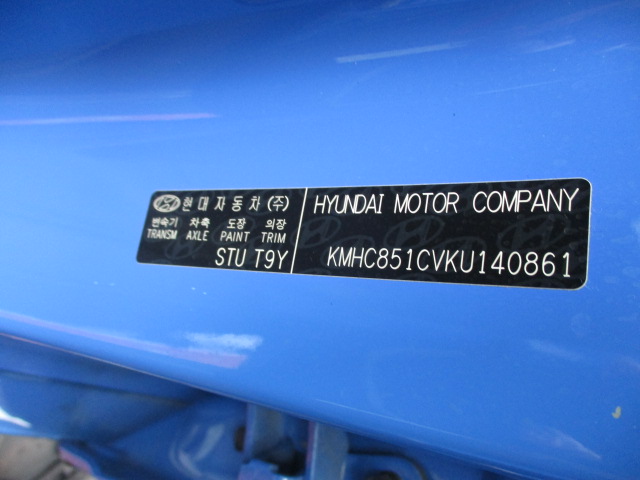 현대자동차 (주)
변속기 차축 도장 의장
TRANSM AXLE PAINT TRIM
STU T9Y
HYUNDAI MOTOR COMPANY
KMHC851CVKU140861